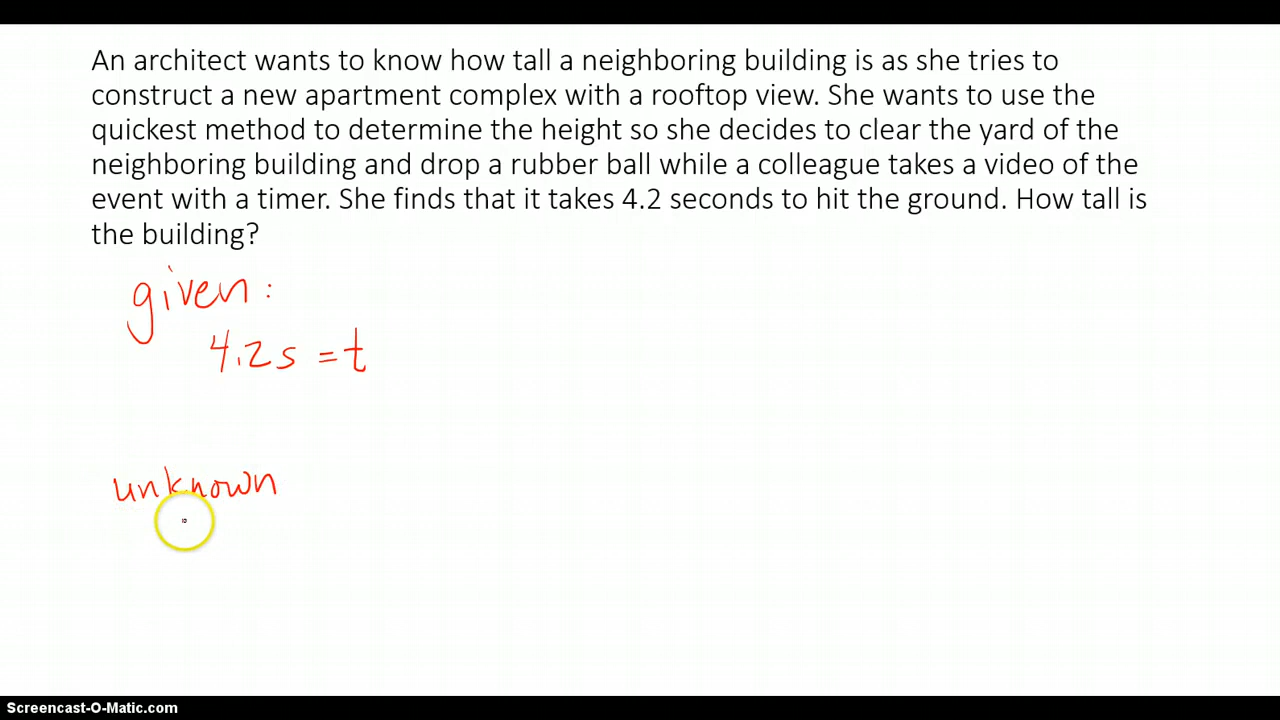 An architect wants to know how tall a neighboring building is as she tries to
construct a new apartment complex with a rooftop view. She wants to use the
quickest method to determine the height so she decides to clear the yard of the
neighboring building and drop a rubber ball while a colleague takes a video of the
event with a timer. She finds that it takes 4.2 seconds to hit the ground. How tall is
the building?
given:
4.2s = t
unknown
Screencast-O-Matic.com